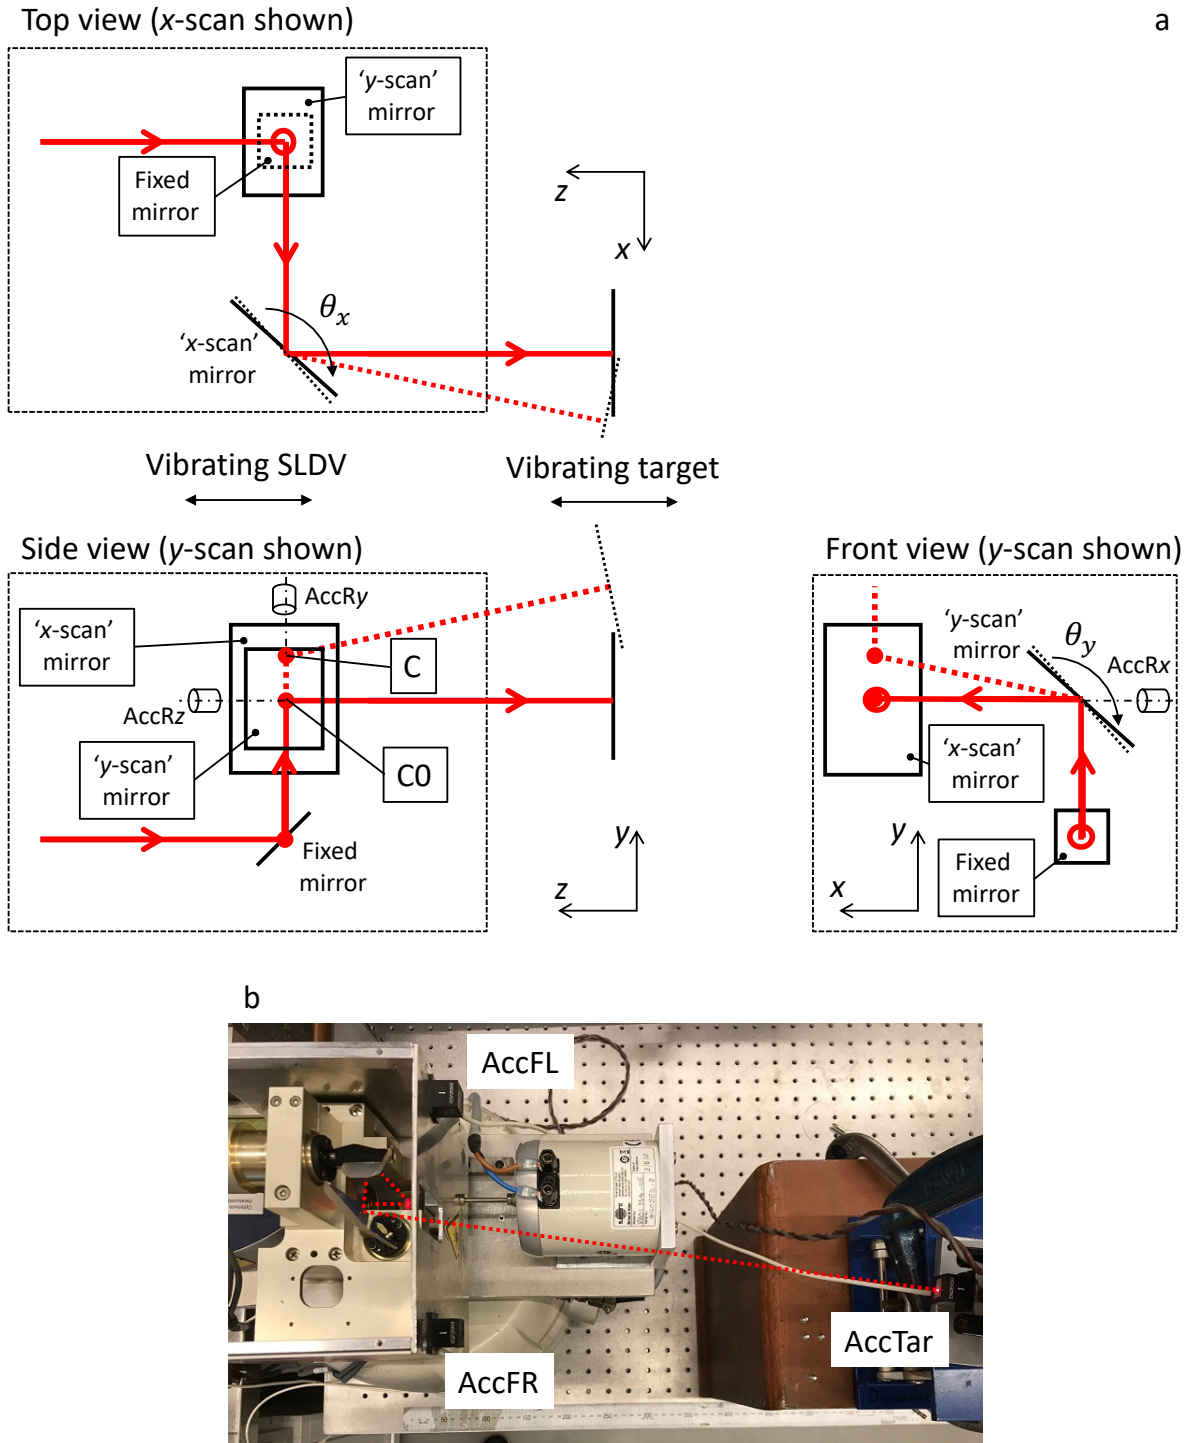 Top view (x-scan shown)
a
‘y-scan’
mirror
Fixed
mirror
z
x
θx
‘x-scan’
mirror
Vibrating SLDV
Vibrating target
Side view (y-scan shown)
Front view (y-scan shown)
AccRy
‘x-scan’
mirror
C
AccRz
‘y-scan’
mirror
C0
Fixed
mirror
y
z
‘y-scan’
mirror
θy
AccRx
‘x-scan’
mirror
y
Fixed
mirror
x
b
AccFL
AccTar
AccFR